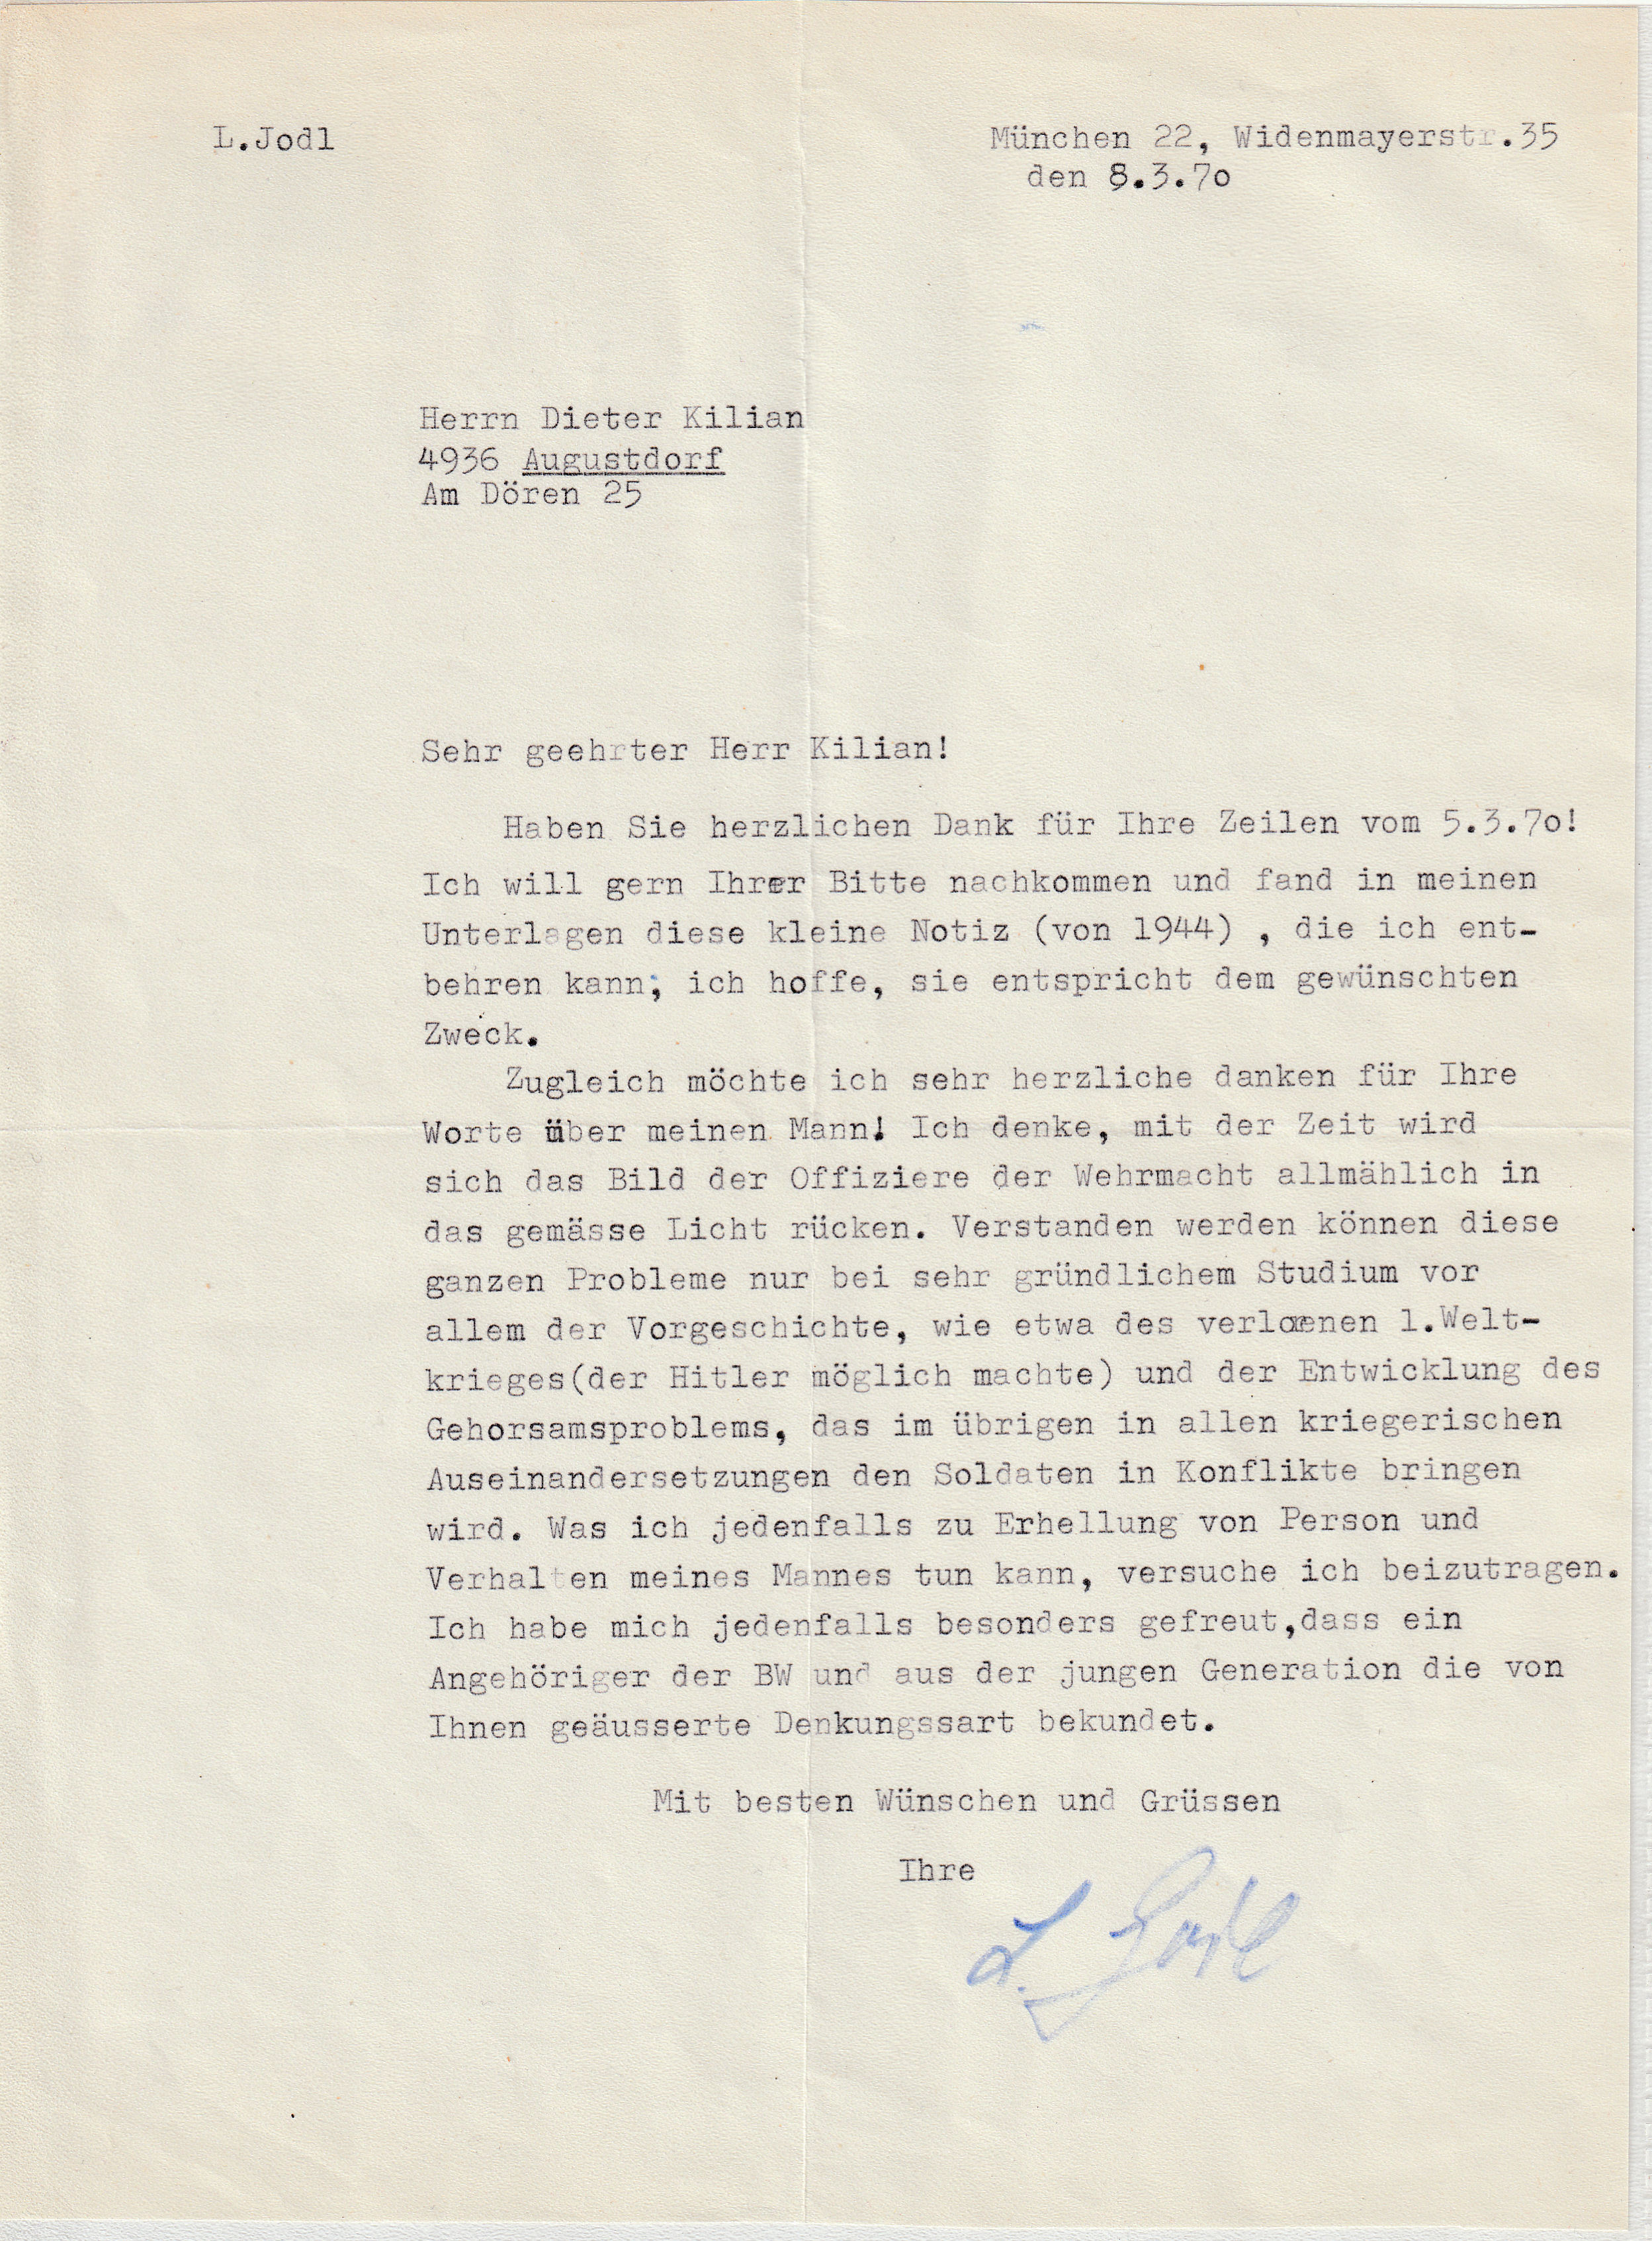 L.Jodl
München 22, Widenmayerstr.35
den 8.3.7o
Herrn Dieter Kilian
4936 Augustdorf
Am Dören 25
Sehr geehrter Herr Kilian!
Haben Sie herzlichen Dank für Ihre Zeilen vom 5.3.7o!
Ich will gern Ihrer Bitte nachkommen und fand in meinen
Unterlagen diese kleine Notiz (von 1944) , die ich ent-
behren kann; ich hoffe, sie entspricht dem gewünschten
Zweck.
Zugleich möchte ich sehr herzliche danken für Ihre
Worte über meinen Mann! Ich denke, mit der Zeit wird
sich das Bild der Offiziere der Wehrmacht allmählich in
das gemässe Licht rücken. Verstanden werden können diese
ganzen Probleme nur bei sehr gründlichem Studium vor
allem der Vorgeschichte, wie etwa des verlorenen 1.Welt-
krieges(der Hitler möglich machte) und der Entwicklung des
Gehorsamsproblems, das im übrigen in allen kriegerischen
Auseinandersetzungen den Soldaten in Konflikte bringen
wird. Was ich jedenfalls zu Erhellung von Person und
Verhalten meines Mannes tun kann, versuche ich beizutragen.
Ich habe mich jedenfalls besonders gefreut,dass ein
Angehöriger der BW und aus der jungen Generation die von
Ihnen geäusserte Denkungssart bekundet.
Mit besten Wünschen und Grüssen
Ihre
L. Jodl